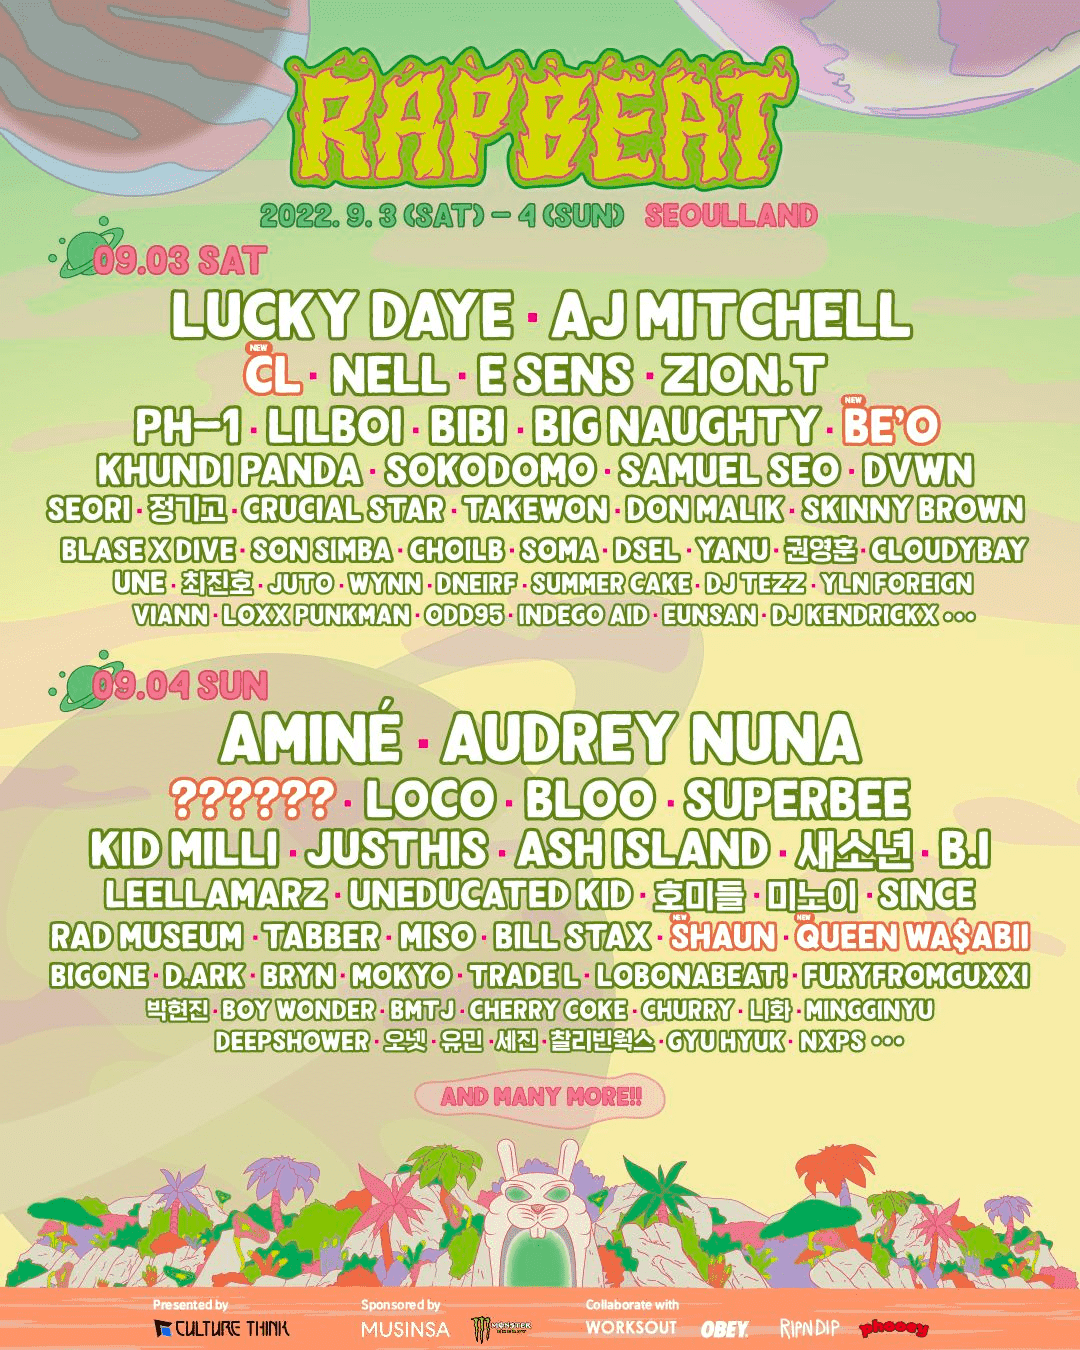 RAPBEAT
2022. 9. 3 (SAT) – 4 (SUN) SEOULLAND
09.03 SAT
LUCKY DAYE · AJ MITCHELL
NEW
CL · NELL · E SENS · ZION.T
NEW
PH-1 · LILBOI · BIBI · BIG NAUGHTY · BE'O
KHUNDI PANDA · SOKODOMO · SAMUEL SEO · DVWN
SEORI · 정기고 · CRUCIAL STAR · TAKEWON · DON MALIK · SKINNY BROWN
BLASE X DIVE · SON SIMBA · CHOILB · SOMA · DSEL · YANU · 권영훈 · CLOUDYBAY
UNE · 최진호 · JUTO · WYNN · DNEIRF · SUMMER CAKE · DJ TEZZ · YLN FOREIGN
VIANN · LOXX PUNKMAN · ODD95 · INDEGO AID · EUNSAN · DJ KENDRICKX •••
09.04 SUN
AMINÉ · AUDREY NUNA
?????? · LOCO · BLOO · SUPERBEE
KID MILLI · JUSTHIS · ASH ISLAND · 새소년 · B.I
LEELLAMARZ · UNEDUCATED KID · 호미들 · 미노이 · SINCE
NEW NEW
RAD MUSEUM · TABBER · MISO · BILL STAX · SHAUN · QUEEN WA$ABII
BIGONE · D.ARK · BRYN · MOKYO · TRADE L · LOBONABEAT! · FURYFROMGUXXI
박현진 · BOY WONDER · BMTJ · CHERRY COKE · CHURRY · 니화 · MINGGINYU
DEEPSHOWER · 오넷 · 유민 · 세진 · 찰리빈웍스 · GYU HYUK · NXPS •••
AND MANY MORE!!
Presented by Sponsored by Collaborate with
CULTURE THINK MUSINSA MONSTER ENERGY WORKSOUT OBEY. RIPNDIP phooey